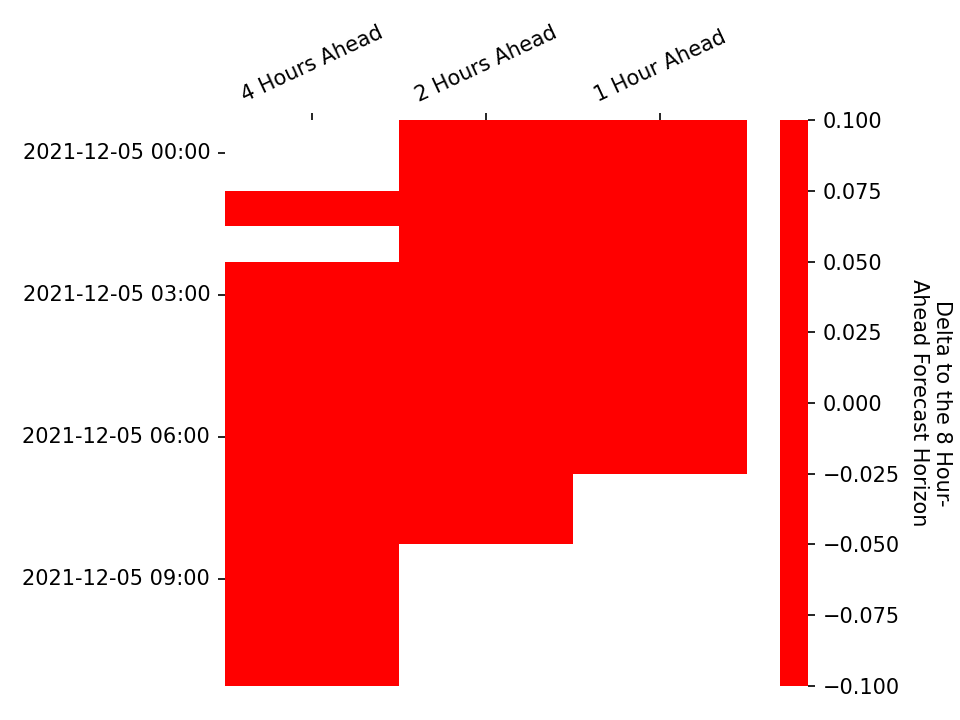 4 Hours Ahead
2 Hours Ahead
1 Hour Ahead
2021-12-05 00:00
2021-12-05 03:00
2021-12-05 06:00
2021-12-05 09:00
0.100
0.075
0.050
0.025
0.000
−0.025
−0.050
−0.075
−0.100
Delta to the 8 Hour-
Ahead Forecast Horizon